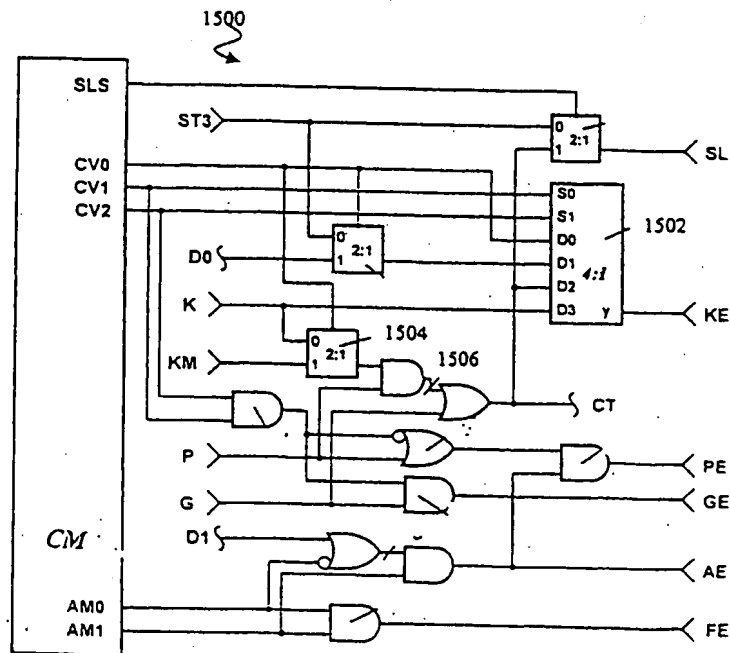 1500
SLS
ST3
0
1
2:1
SL
CV0
CV1
CV2
S0
S1
D0
D1
D2
D3
4:1
y
1502
KE
D0
0
1
2:1
K
KM
0
1
2:1
1504
1506
CT
P
PE
G
GE
D1
AE
CM
AM0
AM1
FE